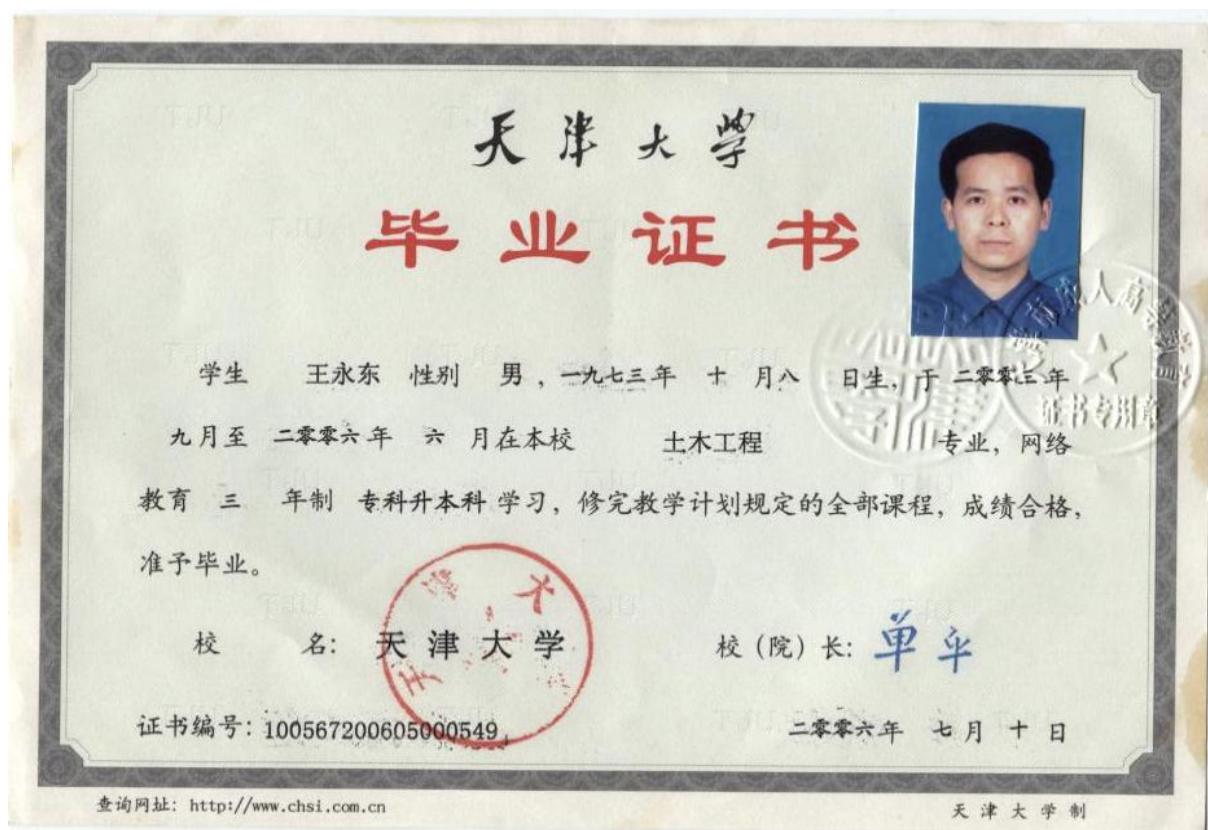 天津大学
毕业证书
学生 王永东 性别 男，一九七三年 十 月八 日生，于 二零零三年
九月至 二零零六年 六 月在本校 土木工程 专业，网络
教育 三 年制 专科升本科 学习，修完教学计划规定的全部课程，成绩合格，
准予毕业。
校 名： 天津大学 校（院）长： 单平
证书编号：100567200605000549 二零零六年 七月十日
查询网址：http://www.chsi.com.cn 天津大学制
证书专用章